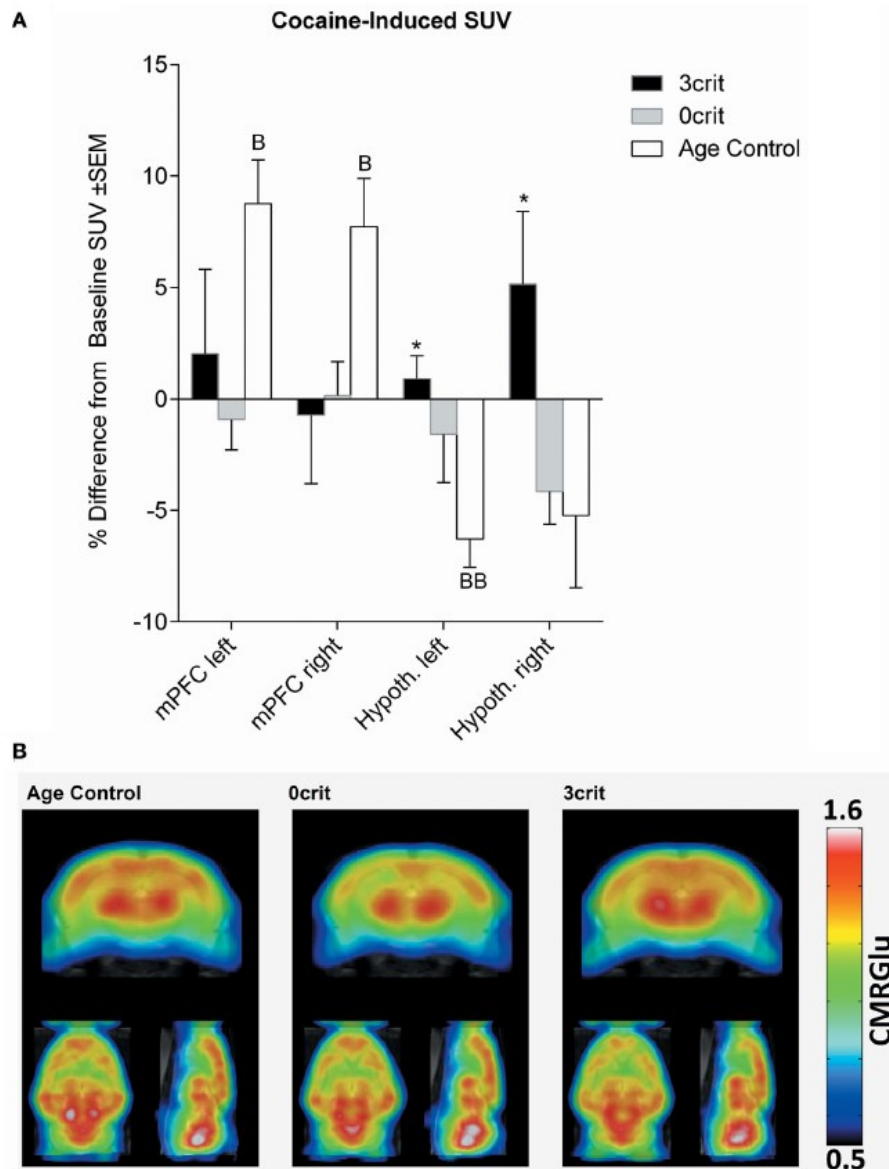 A
Cocaine-Induced SUV
% Difference from Baseline SUV ±SEM
15
10
5
0
-5
-10
3crit
0crit
Age Control
B
B
*
*
BB
mPFC left
mPFC right
Hypoth. left
Hypoth. right
B
Age Control
0crit
3crit
1.6
CMRGlu
0.5